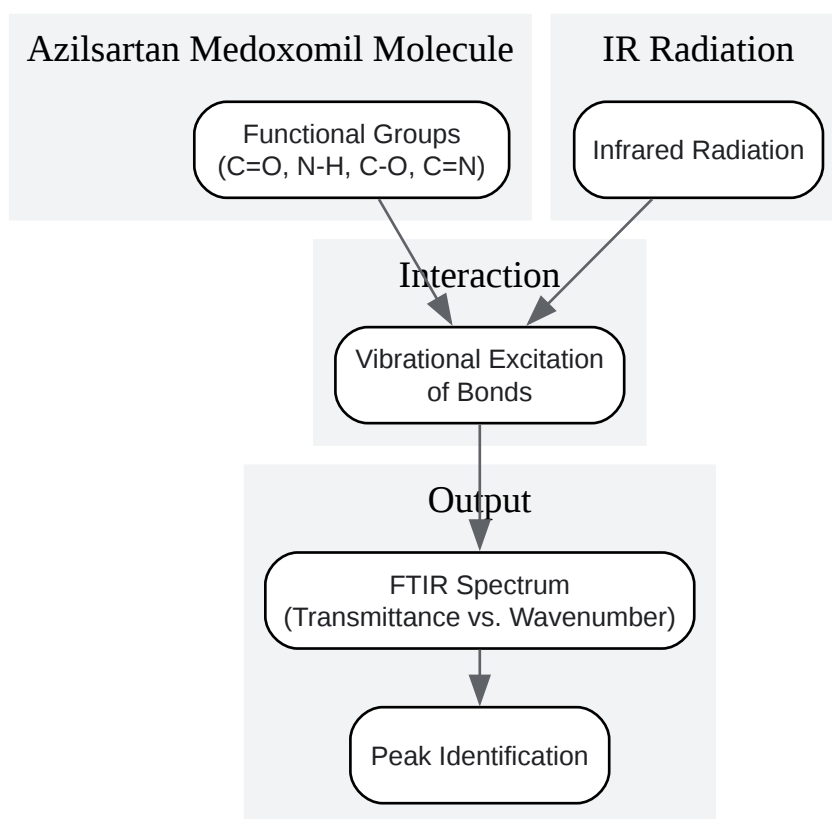 Azilsartan Medoxomil Molecule
IR Radiation
Functional Groups
(C=O, N-H, C-O, C=N)
Infrared Radiation
Interaction
Vibrational Excitation
of Bonds
Output
FTIR Spectrum
(Transmittance vs. Wavenumber)
Peak Identification